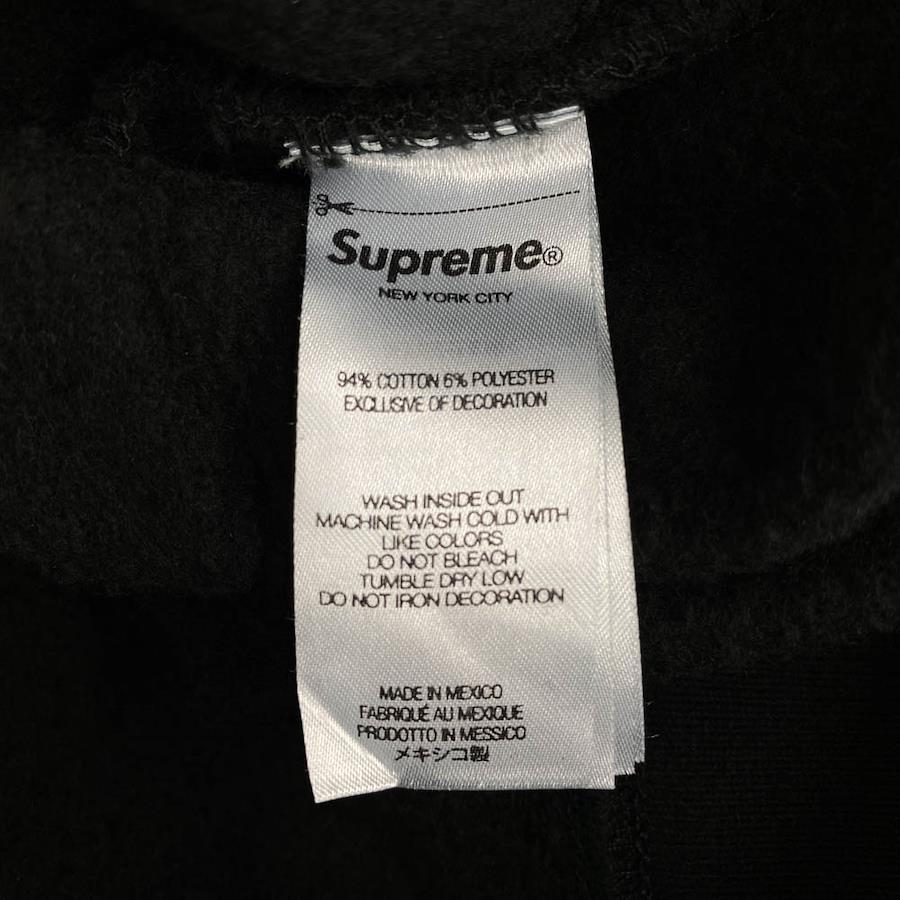 Supreme®
NEW YORK CITY
94% COTTON 6% POLYESTER
EXCLUSIVE OF DECORATION
WASH INSIDE OUT
MACHINE WASH COLD WITH
LIKE COLORS
DO NOT BLEACH
TUMBLE DRY LOW
DO NOT IRON DECORATION
MADE IN MEXICO
FABRIQUÉ AU MEXIQUE
PRODOTTO IN MESSICO
メキシコ製